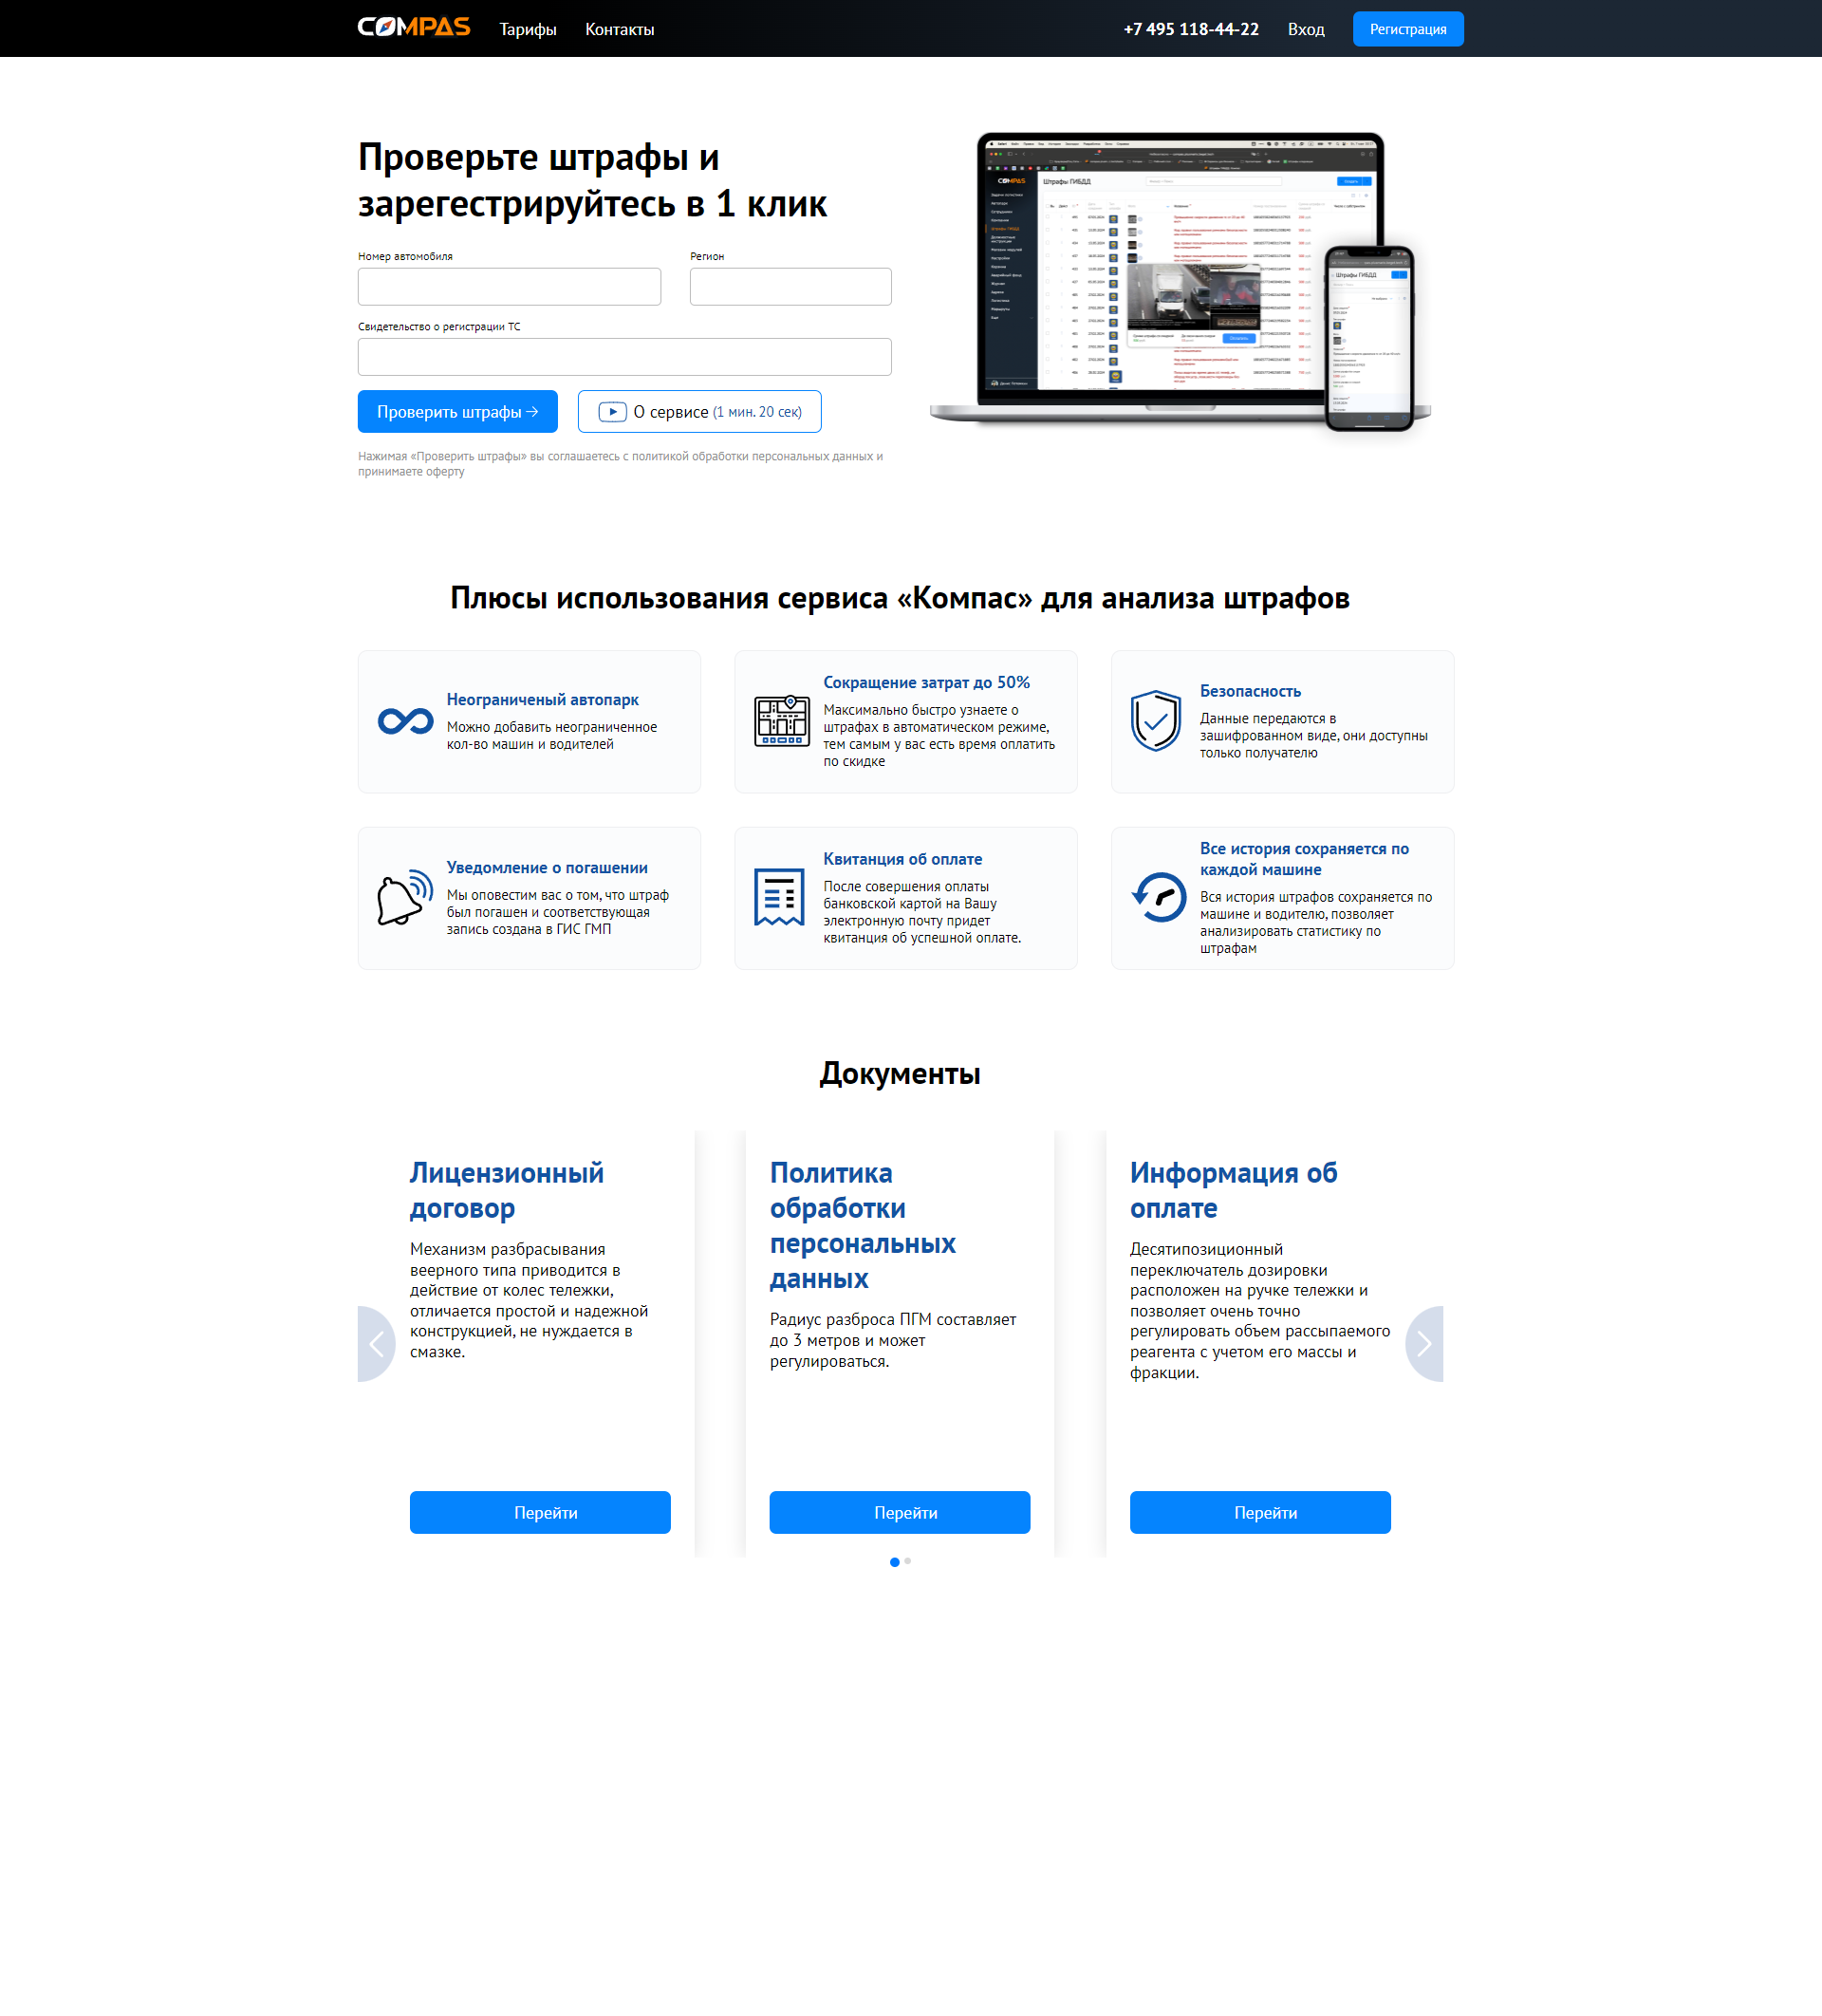 COMPAS
Тарифы
Контакты
+7 495 118-44-22
Вход
Регистрация
Проверьте штрафы и
зарегестрируйтесь в 1 клик
Номер автомобиля
Регион
Свидетельство о регистрации ТС
Проверить штрафы →
О сервисе (1 мин. 20 сек)
Нажимая «Проверить штрафы» вы соглашаетесь с политикой обработки персональных данных и
принимаете оферту
COMPAS
Штрафы ГИБДД
Штрафы ГИБДД
Плюсы использования сервиса «Компас» для анализа штрафов
Неограниченый автопарк
Можно добавить неограниченное
кол-во машин и водителей
Сокращение затрат до 50%
Максимально быстро узнаете о
штрафах в автоматическом режиме,
тем самым у вас есть время оплатить
по скидке
Безопасность
Данные передаются в
зашифрованном виде, они доступны
только получателю
Уведомление о погашении
Мы оповестим вас о том, что штраф
был погашен и соответствующая
запись создана в ГИС ГМП
Квитанция об оплате
После совершения оплаты
банковской картой на Вашу
электронную почту придет
квитанция об успешной оплате.
Все история сохраняется по
каждой машине
Вся история штрафов сохраняется по
машине и водителю, позволяет
анализировать статистику по
штрафам
Документы
Лицензионный
договор
Механизм разбрасывания
веерного типа приводится в
действие от колес тележки,
отличается простой и надежной
конструкцией, не нуждается в
смазке.
Перейти
Политика
обработки
персональных
данных
Радиус разброса ПГМ составляет
до 3 метров и может
регулироваться.
Перейти
Информация об
оплате
Десятипозиционный
переключатель дозировки
расположен на ручке тележки и
позволяет очень точно
регулировать объем рассыпаемого
реагента с учетом его массы и
фракции.
Перейти